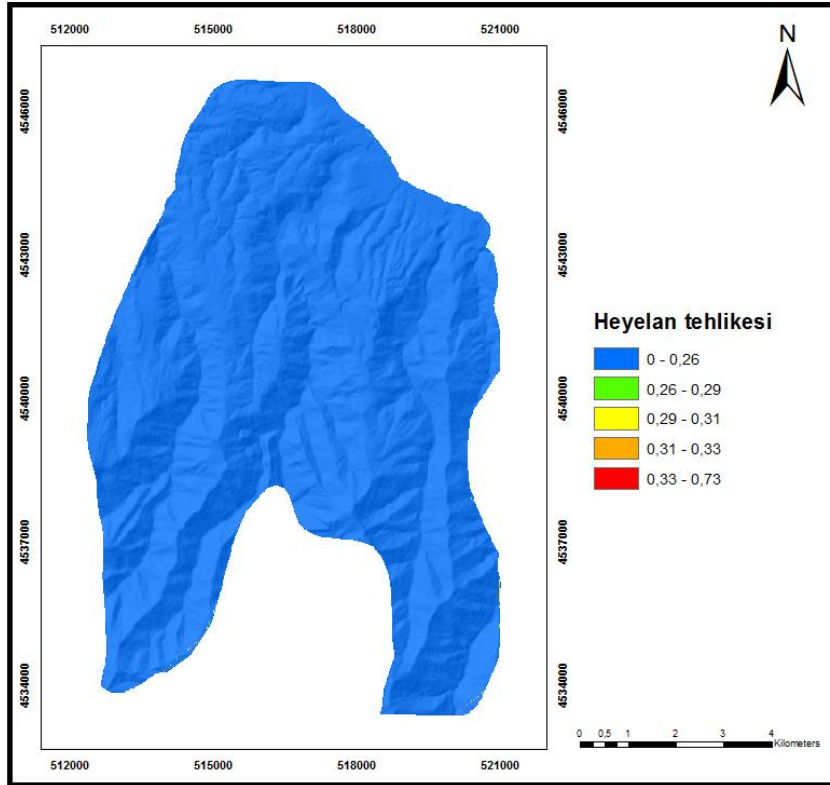 512000 515000 518000 521000
N
4546000 4546000
4543000 4543000
Heyelan tehlikesi
0 - 0,26
0,26 - 0,29
4540000 4540000
0,29 - 0,31
0,31 - 0,33
0,33 - 0,73
4537000 4537000
4534000 4534000
0 0,5 1 2 3 4
Kilometers
512000 515000 518000 521000